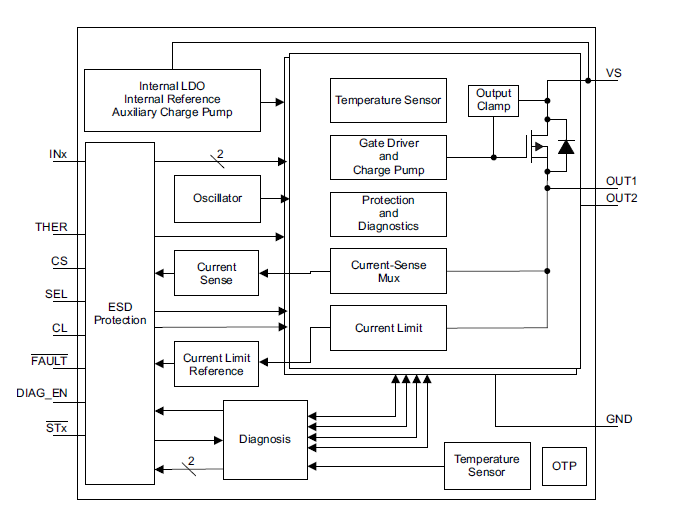 VS
Internal LDO
Internal Reference
Auxiliary Charge Pump
Temperature Sensor
Output
Clamp
INx
2
Gate Driver
and
Charge Pump
OUT1
OUT2
Oscillator
Protection
and
Diagnostics
THER
CS
Current
Sense
Current-Sense
Mux
SEL
ESD
Protection
CL
Current Limit
FAULT
Current Limit
Reference
DIAG_EN
GND
STx
Diagnosis
2
Temperature
Sensor
OTP